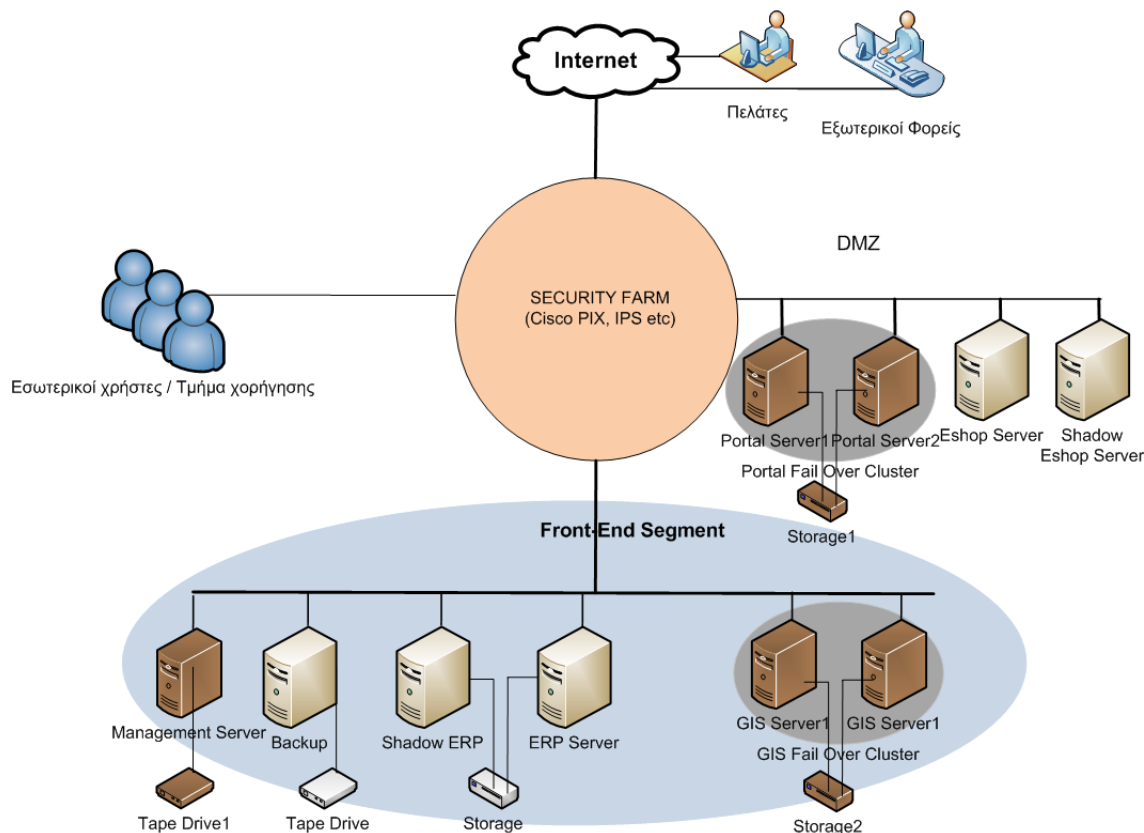 Internet
Πελάτες
Εξωτερικοί Φορείς
DMZ
SECURITY FARM
(Cisco PIX, IPS etc)
Εσωτερικοί χρήστες / Τμήμα χορήγησης
Portal Server1
Portal Server2
Eshop Server
Shadow
Eshop Server
Portal Fail Over Cluster
Storage1
Front-End Segment
Management Server
Backup
Shadow ERP
ERP Server
GIS Server1
GIS Server1
GIS Fail Over Cluster
Tape Drive1
Tape Drive
Storage
Storage2